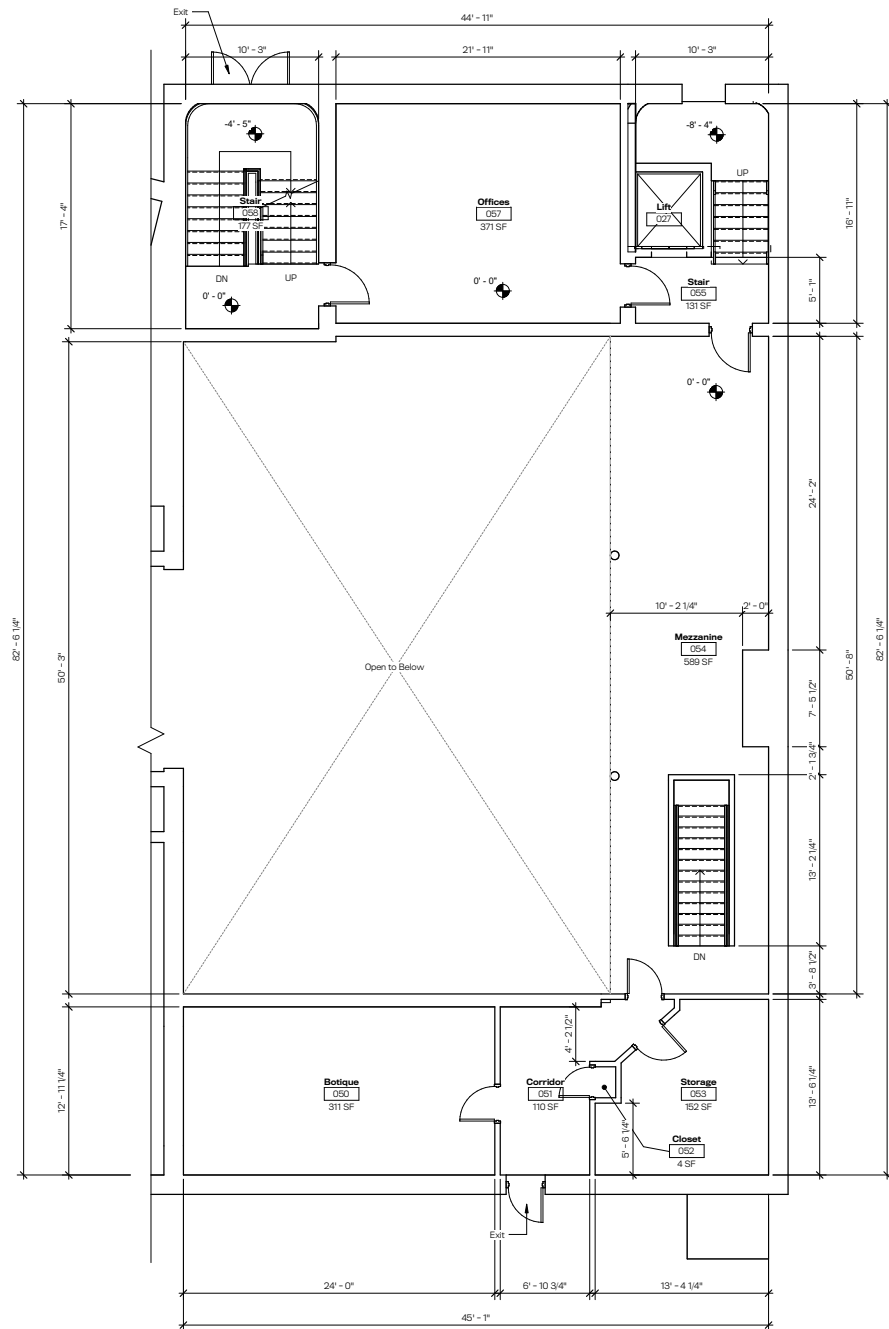 Exit
44' - 11"
10' - 3"
21' - 11"
10' - 3"
-4' - 5"
-8' - 4"
17' - 4"
16' - 11"
UP
Stair
058
177 SF
Offices
057
371 SF
Lift
027
DN
UP
0' - 0"
0' - 0"
Stair
055
131 SF
5' - 1"
0' - 0"
24' - 2"
10' - 2 1/4"
2' - 0"
82' - 6 1/4"
50' - 3"
Open to Below
Mezzanine
054
589 SF
7' - 5 1/2"
50' - 8"
82' - 6 1/4"
2' - 1 3/4"
13' - 2 1/4"
DN
3' - 8 1/2"
4' - 2 1/2"
12' - 11 1/4"
Botique
050
311 SF
Corridor
051
110 SF
Storage
053
152 SF
13' - 6 1/4"
5' - 6 1/4"
Closet
052
4 SF
Exit
24' - 0"
6' - 10 3/4"
13' - 4 1/4"
45' - 1"